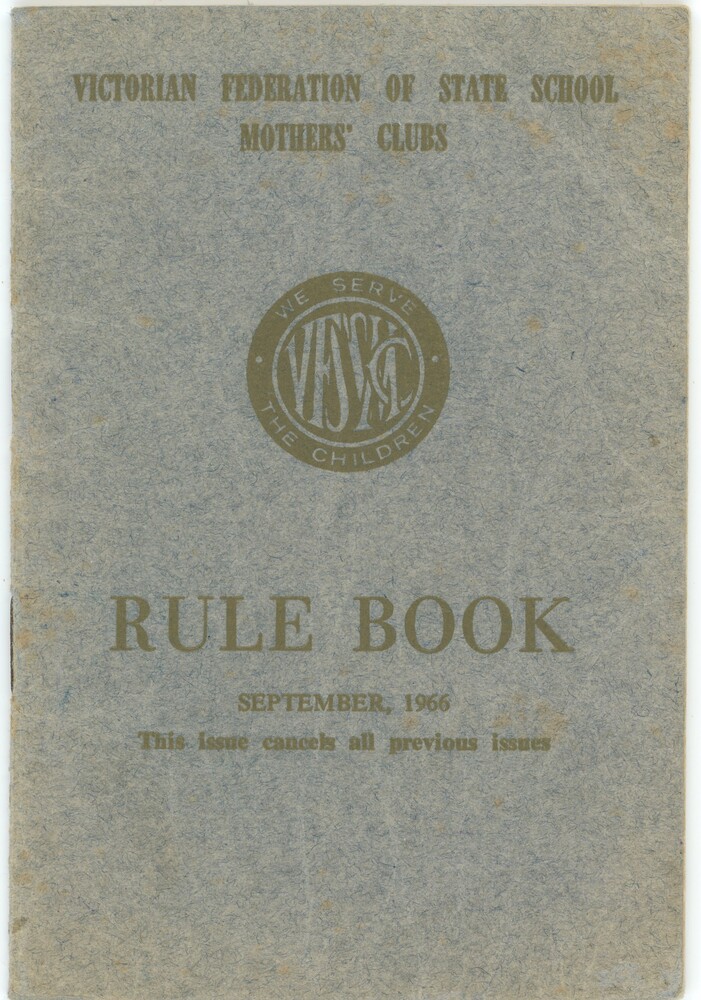 VICTORIAN FEDERATION OF STATE SCHOOL
MOTHERS' CLUBS
WE SERVE
VFSSMC
THE CHILDREN
RULE BOOK
SEPTEMBER, 1966
This issue cancels all previous issues